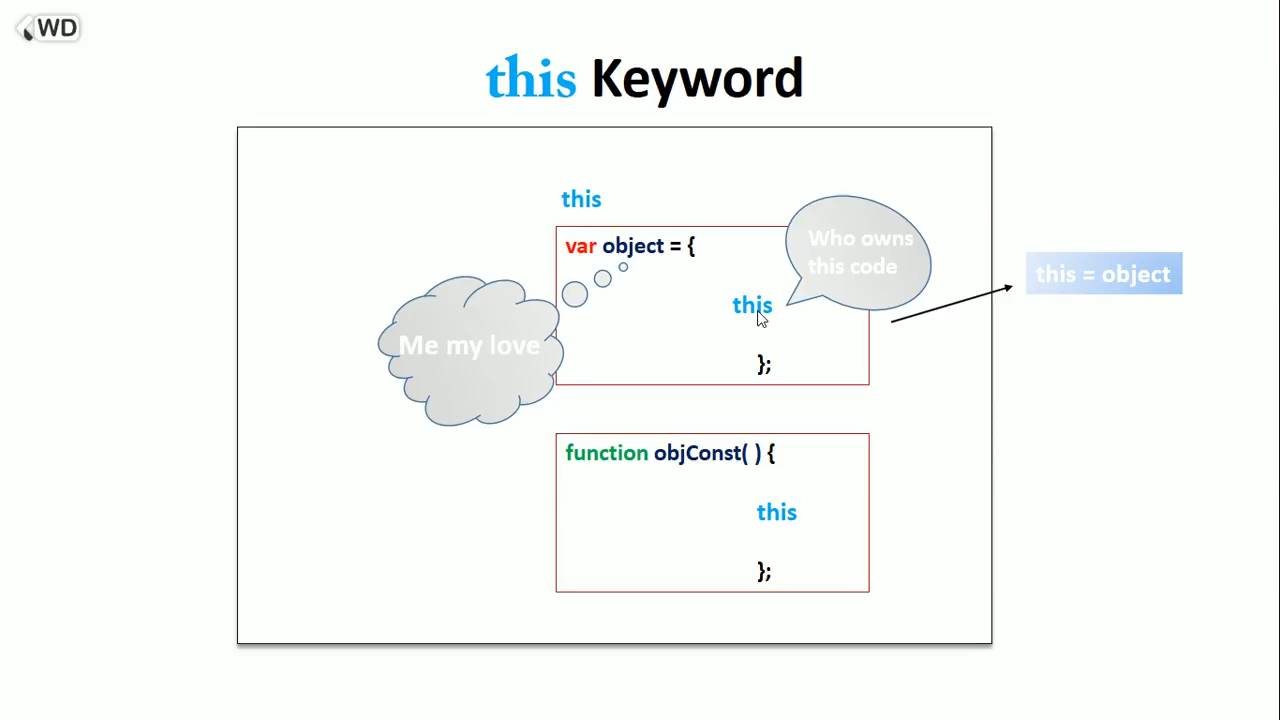 WD
this Keyword
this
var object = {
Who owns
this code
this = object
this
Me my love
};
function objConst( ) {
this
};